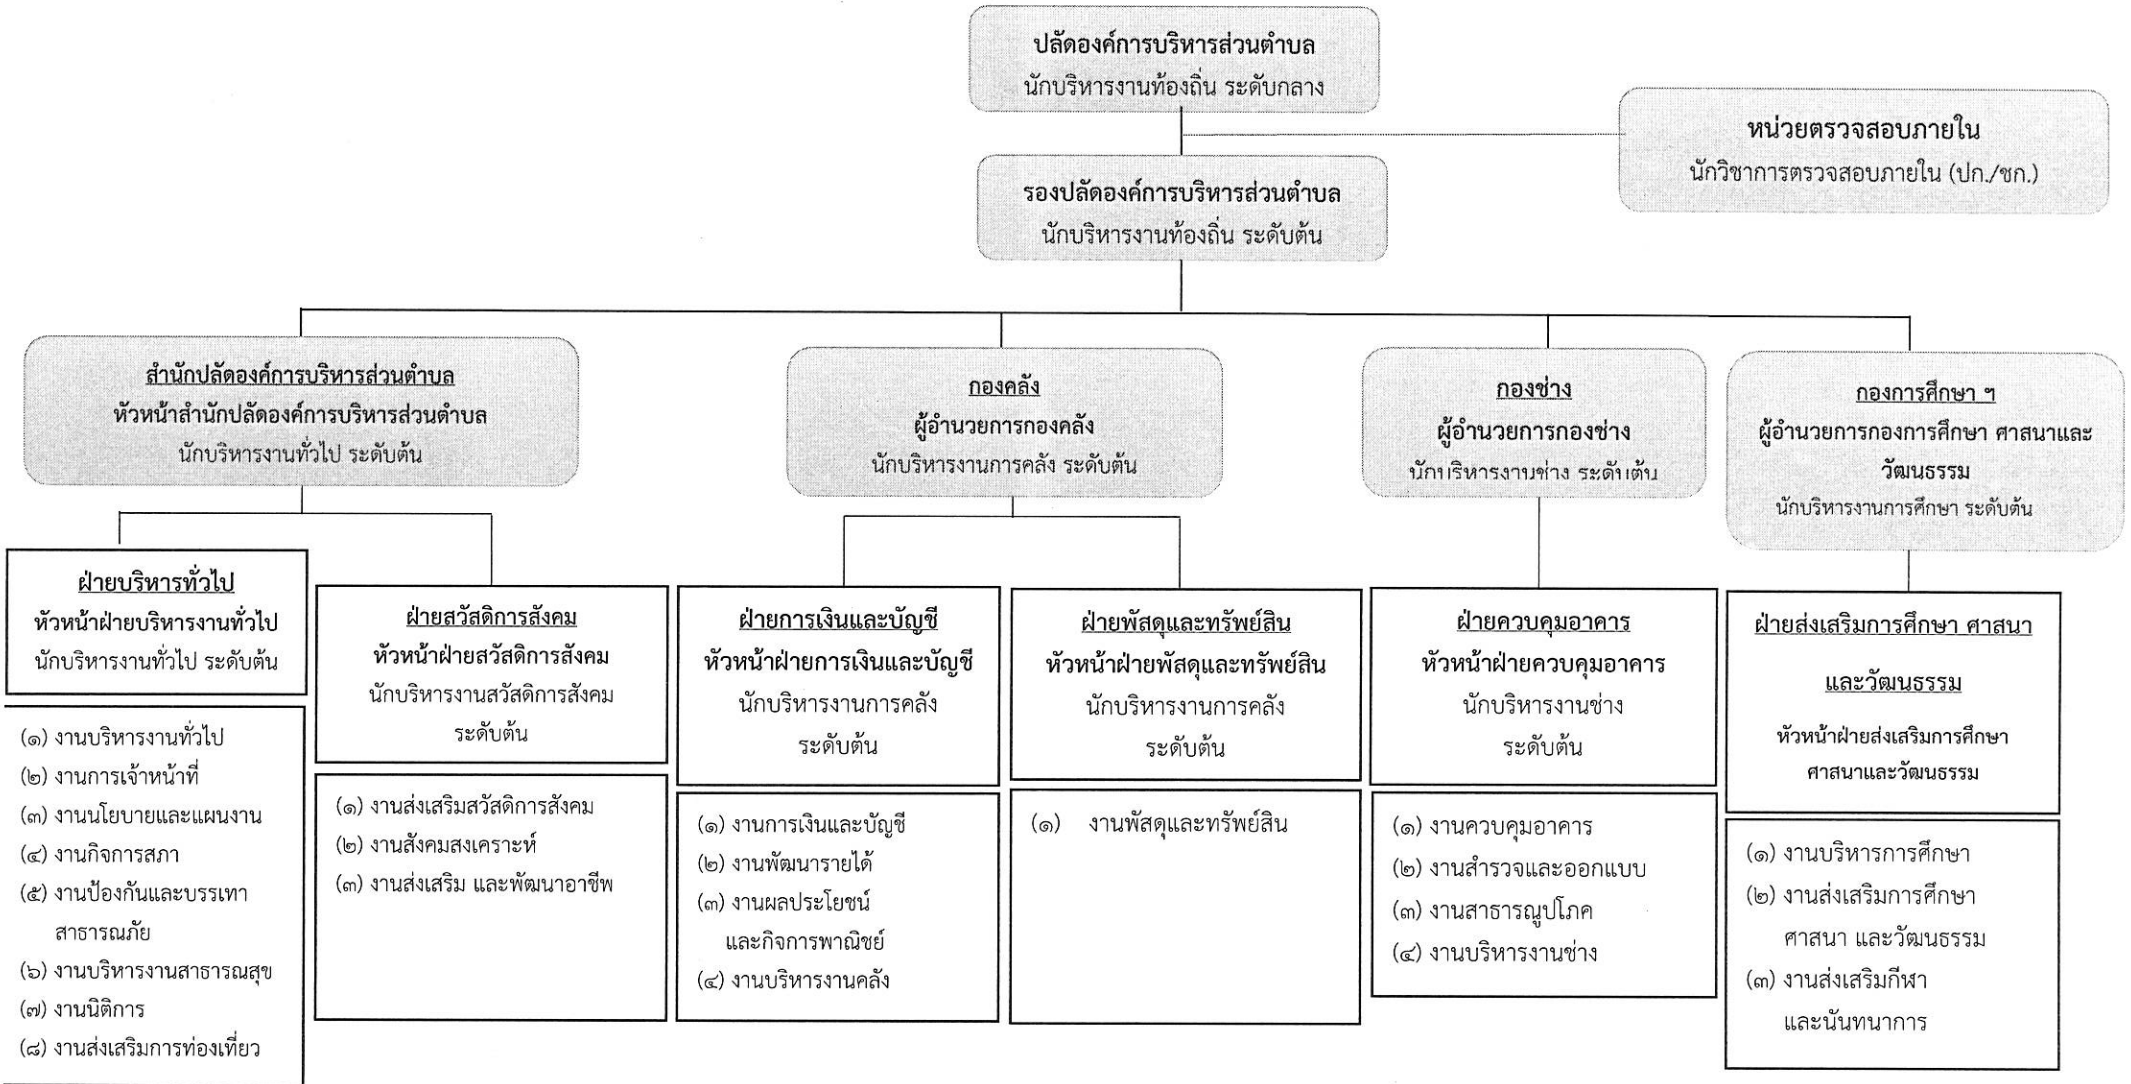 ปลัดองค์การบริหารส่วนตำบล
นักบริหารงานท้องถิ่น ระดับกลาง
หน่วยตรวจสอบภายใน
นักวิชาการตรวจสอบภายใน (ปก./ชก.)
รองปลัดองค์การบริหารส่วนตำบล
นักบริหารงานท้องถิ่น ระดับต้น
สำนักปลัดองค์การบริหารส่วนตำบล
หัวหน้าสำนักปลัดองค์การบริหารส่วนตำบล
นักบริหารงานทั่วไป ระดับต้น
กองคลัง
ผู้อำนวยการกองคลัง
นักบริหารงานการคลัง ระดับต้น
กองช่าง
ผู้อำนวยการกองช่าง
นักบริหารงานช่าง ระดับต้น
กองการศึกษา ฯ
ผู้อำนวยการกองการศึกษา ศาสนาและ
วัฒนธรรม
นักบริหารงานการศึกษา ระดับต้น
ฝ่ายบริหารทั่วไป
หัวหน้าฝ่ายบริหารงานทั่วไป
นักบริหารงานทั่วไป ระดับต้น
(๑) งานบริหารงานทั่วไป
(๒) งานการเจ้าหน้าที่
(๓) งานนโยบายและแผนงาน
(๔) งานกิจการสภา
(๕) งานป้องกันและบรรเทา
สาธารณภัย
(๖) งานบริหารงานสาธารณสุข
(๗) งานนิติการ
(๘) งานส่งเสริมการท่องเที่ยว
ฝ่ายสวัสดิการสังคม
หัวหน้าฝ่ายสวัสดิการสังคม
นักบริหารงานสวัสดิการสังคม
ระดับต้น
(๑) งานส่งเสริมสวัสดิการสังคม
(๒) งานสังคมสงเคราะห์
(๓) งานส่งเสริม และพัฒนาอาชีพ
ฝ่ายการเงินและบัญชี
หัวหน้าฝ่ายการเงินและบัญชี
นักบริหารงานการคลัง
ระดับต้น
(๑) งานการเงินและบัญชี
(๒) งานพัฒนารายได้
(๓) งานผลประโยชน์
และกิจการพาณิชย์
(๔) งานบริหารงานคลัง
ฝ่ายพัสดุและทรัพย์สิน
หัวหน้าฝ่ายพัสดุและทรัพย์สิน
นักบริหารงานการคลัง
ระดับต้น
(๑) งานพัสดุและทรัพย์สิน
ฝ่ายควบคุมอาคาร
หัวหน้าฝ่ายควบคุมอาคาร
นักบริหารงานช่าง
ระดับต้น
(๑) งานควบคุมอาคาร
(๒) งานสำรวจและออกแบบ
(๓) งานสาธารณูปโภค
(๔) งานบริหารงานช่าง
ฝ่ายส่งเสริมการศึกษา ศาสนา
และวัฒนธรรม
หัวหน้าฝ่ายส่งเสริมการศึกษา
ศาสนาและวัฒนธรรม
(๑) งานบริหารการศึกษา
(๒) งานส่งเสริมการศึกษา
ศาสนา และวัฒนธรรม
(๓) งานส่งเสริมกีฬา
และนันทนาการ